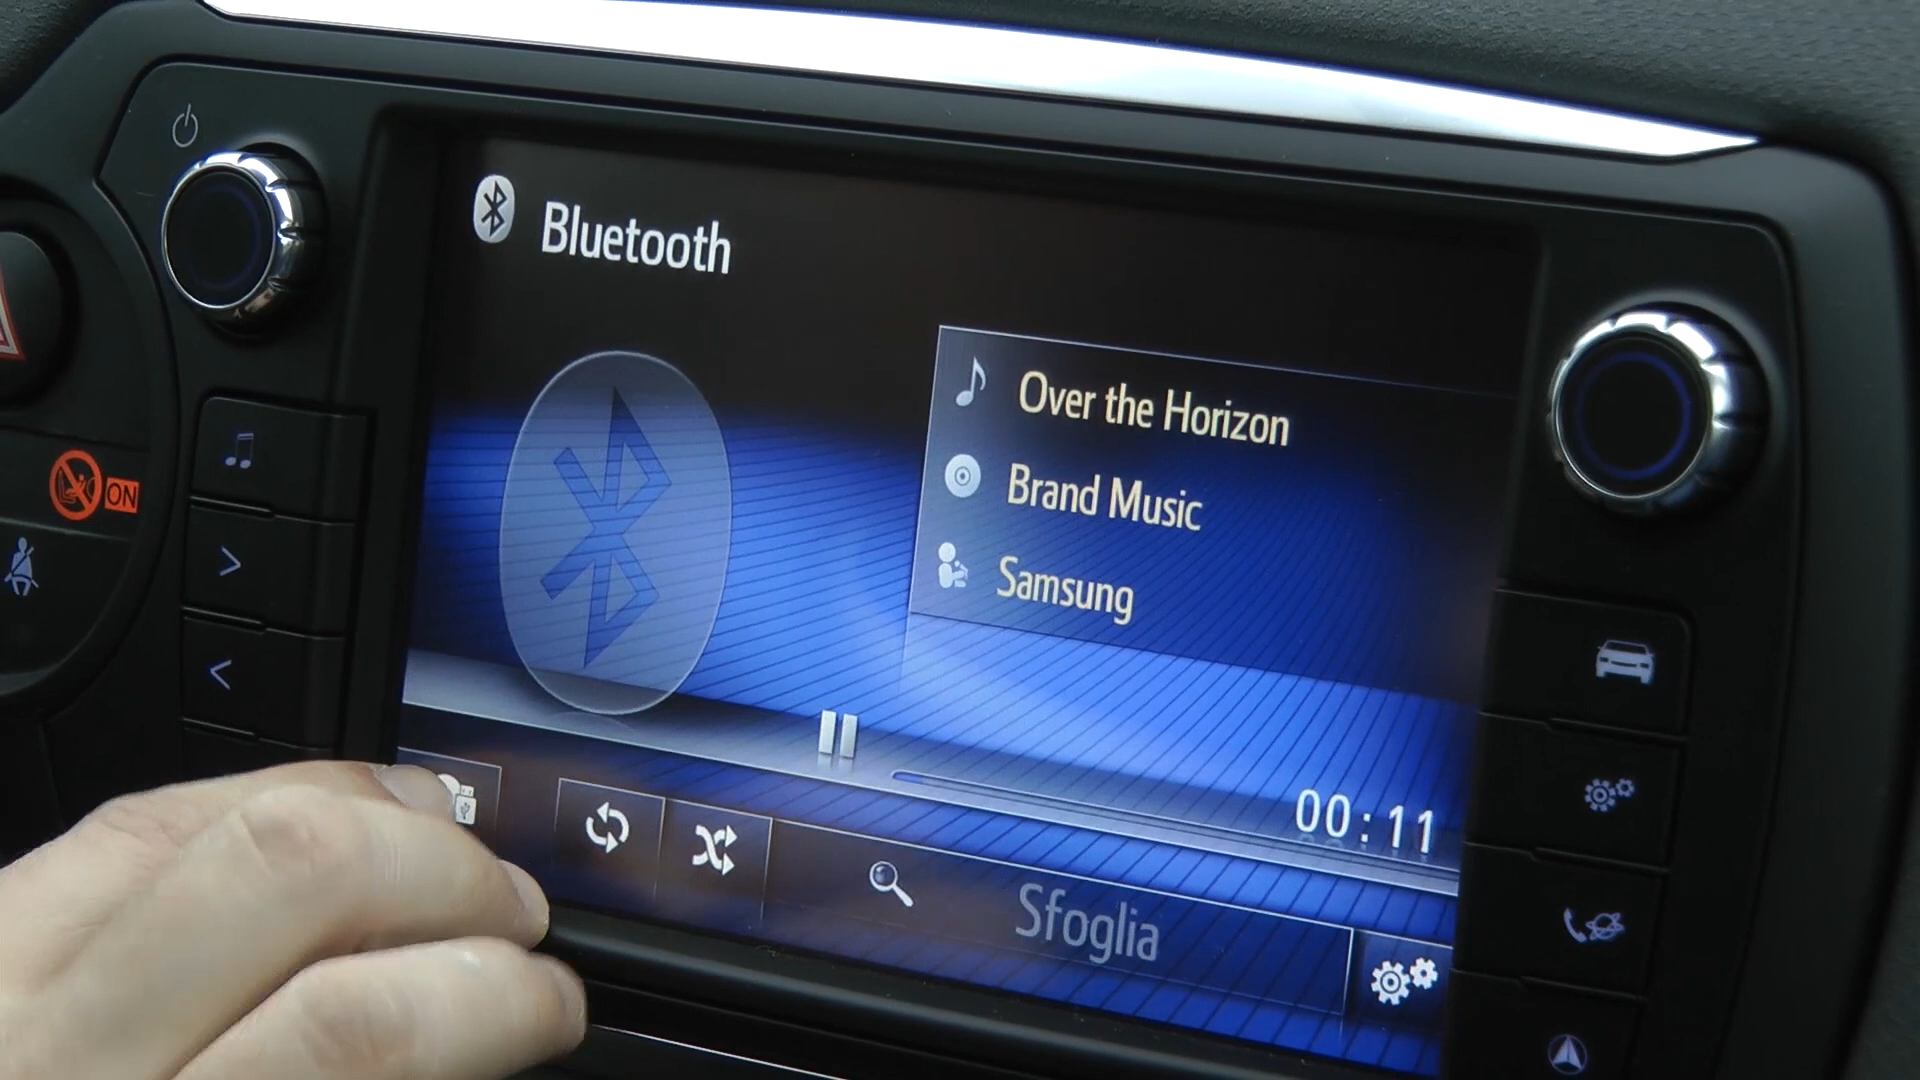 Bluetooth
Over the Horizon
Brand Music
Samsung
ON
00:11
Sfoglia